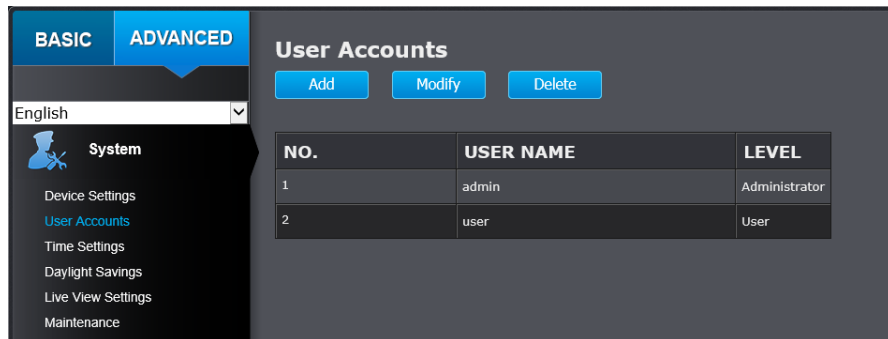 BASIC ADVANCED
English
System
Device Settings
User Accounts
Time Settings
Daylight Savings
Live View Settings
Maintenance
User Accounts
Add Modify Delete
NO. USER NAME LEVEL
1 admin Administrator
2 user User